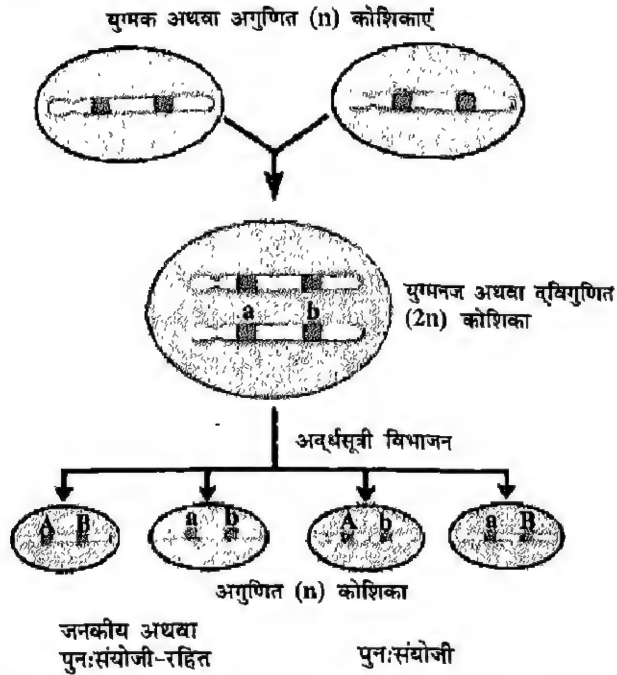 युग्मक अथवा अगुणित (n) कोशिकाएं
a b
युग्मनज अथवा द्विगुणित
(2n) कोशिका
अर्धसूत्री विभाजन
A B a b A b a B
अगुणित (n) कोशिका
जनकीय अथवा
पुनःसंयोजी-रहित
पुनःसंयोजी